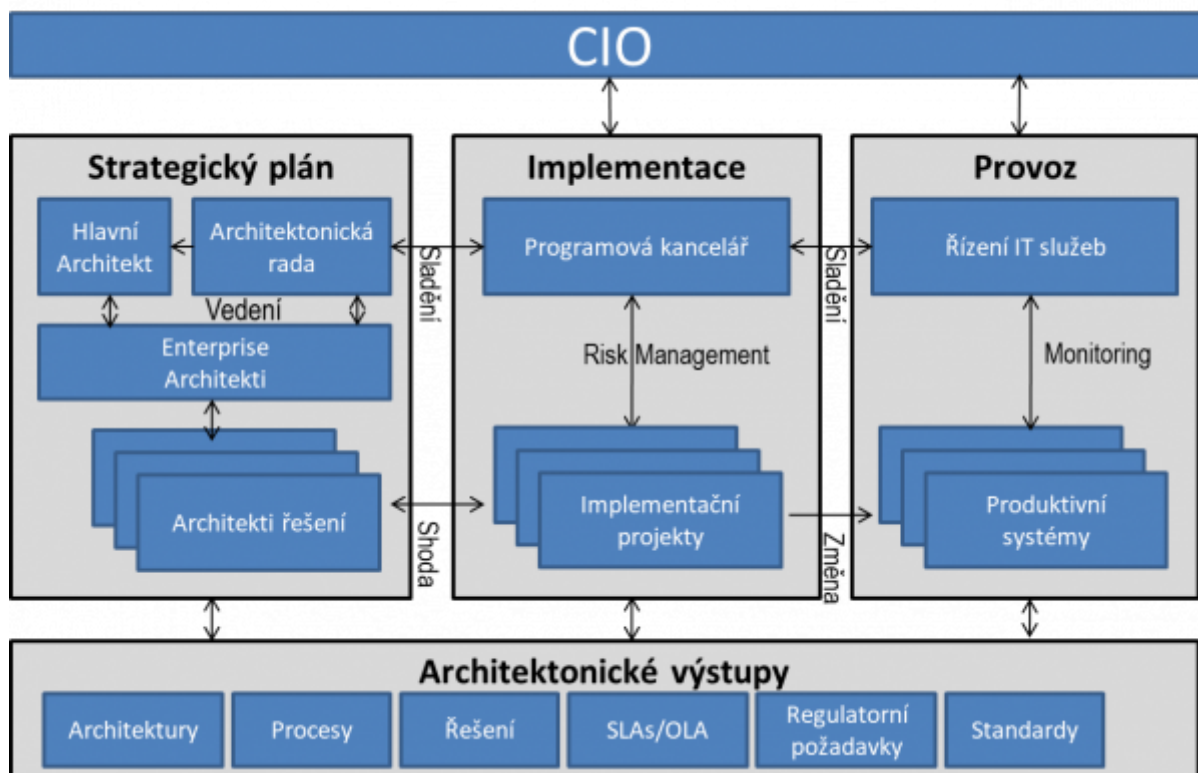 CIO
Strategický plán
Hlavní
Architekt
Architektonická
rada
Vedení
Enterprise
Architekti
Architekti řešení
Sladění
Shoda
Implementace
Programová kancelář
Risk Management
Implementační
projekty
Sladění
Změna
Provoz
Řízení IT služeb
Monitoring
Produktivní
systémy
Architektonické výstupy
Architektury
Procesy
Řešení
SLAs/OLA
Regulatorní
požadavky
Standardy